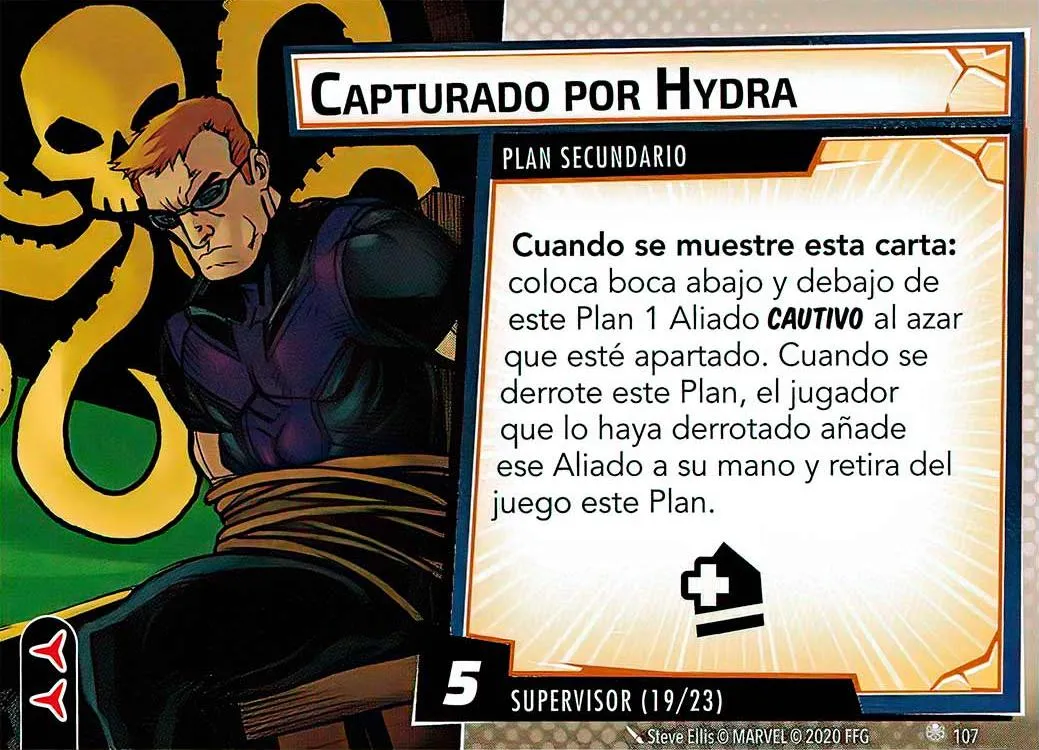 Capturado por Hydra
PLAN SECUNDARIO
Cuando se muestre esta carta:
coloca boca abajo y debajo de
este Plan 1 Aliado CAUTIVO al azar
que esté apartado. Cuando se
derrote este Plan, el jugador
que lo haya derrotado añade
ese Aliado a su mano y retira del
juego este Plan.
5
SUPERVISOR (19/23)
Steve Ellis © MARVEL © 2020 FFG
107